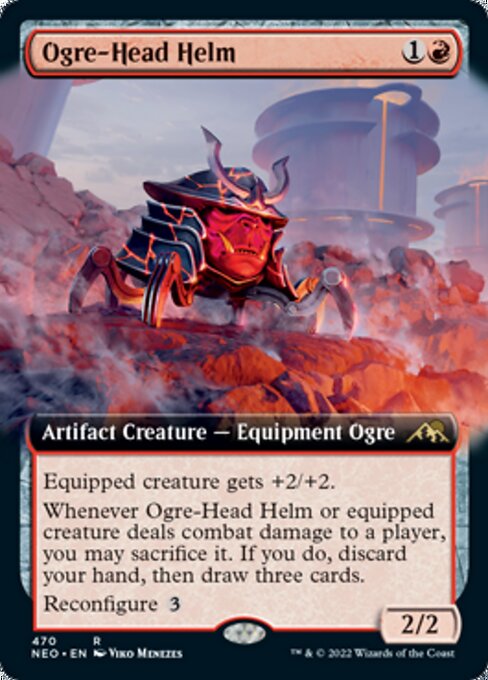 Ogre-Head Helm 1
Artifact Creature — Equipment Ogre
Equipped creature gets +2/+2.
Whenever Ogre-Head Helm or equipped
creature deals combat damage to a player,
you may sacrifice it. If you do, discard
your hand, then draw three cards.
Reconfigure 3
2/2
470 R
NEO • EN Viko Menezes ™ & © 2022 Wizards of the Coast